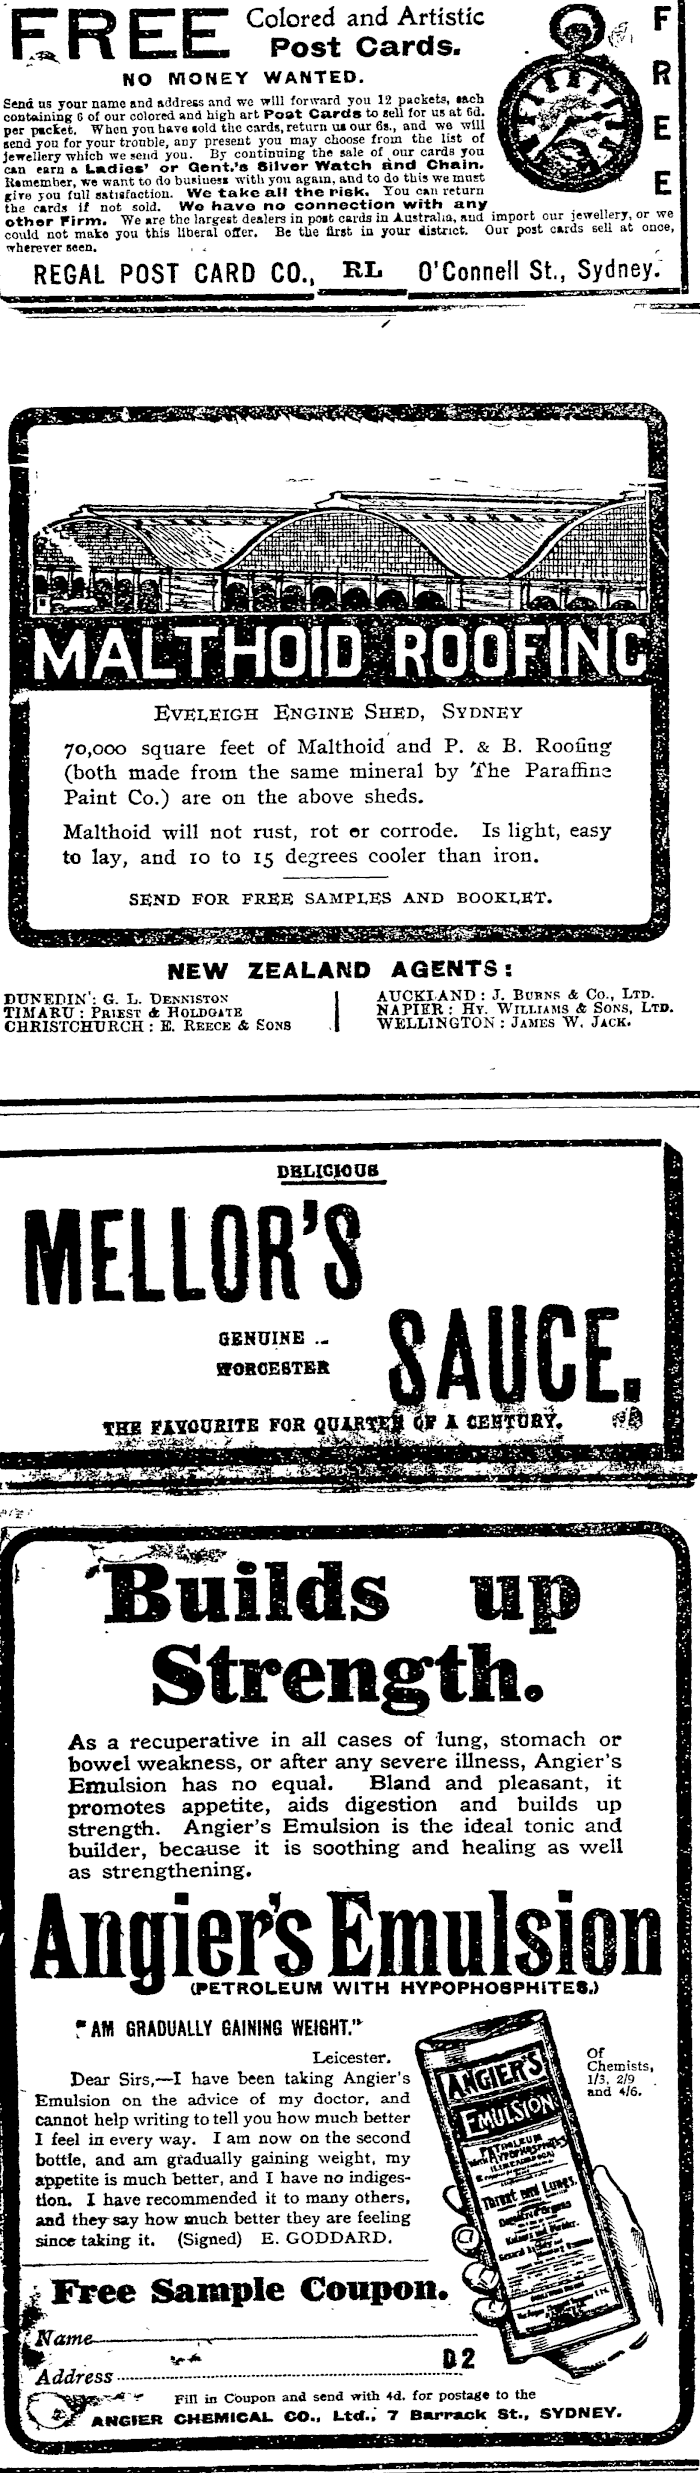 FREE Colored and Artistic
Post Cards.
F
R
E
E
NO MONEY WANTED.
Send us your name and address and we will forward you 12 packets, each
containing 6 of our colored and high art Post Cards to sell for us at 6d.
per packet. When you have sold the cards, return us our 6s., and we will
send you for your trouble, any present you may choose from the list of
jewellery which we send you. By continuing the sale of our cards you
can earn a Ladies' or Gent.'s Silver Watch and Chain.
Remember, we want to do business with you again, and to do this we must
give you full satisfaction. We take all the risk. You can return
the cards if not sold. We have no connection with any
other Firm. We are the largest dealers in post cards in Australia, and import our jewellery, or we
could not make you this liberal offer. Be the first in your district. Our post cards sell at once,
wherever seen.
REGAL POST CARD CO., RL O'Connell St., Sydney.
MALTHOID ROOFING
EVELEIGH ENGINE SHED, SYDNEY
70,000 square feet of Malthoid and P. & B. Roofing
(both made from the same mineral by The Paraffine
Paint Co.) are on the above sheds.
Malthoid will not rust, rot or corrode. Is light, easy
to lay, and 10 to 15 degrees cooler than iron.
SEND FOR FREE SAMPLES AND BOOKLET.
NEW ZEALAND AGENTS:
DUNEDIN: G. L. DENNISTON
TIMARU: PRIEST & HOLDGATE
CHRISTCHURCH: E. REECE & SONS
AUCKLAND: J. BURNS & CO., LTD.
NAPIER: HY. WILLIAMS & SONS, LTD.
WELLINGTON: JAMES W. JACK.
DELICIOUS
MELLOR'S
SAUCE.
GENUINE
WORCESTER
THE FAVOURITE FOR QUARTER OF A CENTURY.
Builds up
Strength.
As a recuperative in all cases of lung, stomach or
bowel weakness, or after any severe illness, Angier's
Emulsion has no equal. Bland and pleasant, it
promotes appetite, aids digestion and builds up
strength. Angier's Emulsion is the ideal tonic and
builder, because it is soothing and healing as well
as strengthening.
Angier's Emulsion
(PETROLEUM WITH HYPOPHOSPHITES.)
"AM GRADUALLY GAINING WEIGHT."
Leicester.
Dear Sirs,—I have been taking Angier's
Emulsion on the advice of my doctor, and
cannot help writing to tell you how much better
I feel in every way. I am now on the second
bottle, and am gradually gaining weight, my
appetite is much better, and I have no indiges-
tion. I have recommended it to many others,
and they say how much better they are feeling
since taking it. (Signed) E. GODDARD.
Of
Chemists,
1/3, 2/9
and 4/6.
ANGIER'S
EMULSION
PETROLEUM
WITH HYPOPHOSPHITES
Throat and Lungs,
Free Sample Coupon.
Name
D2
Address
Fill in Coupon and send with 4d. for postage to the
ANGIER CHEMICAL CO., Ltd., 7 Barrack St., SYDNEY.